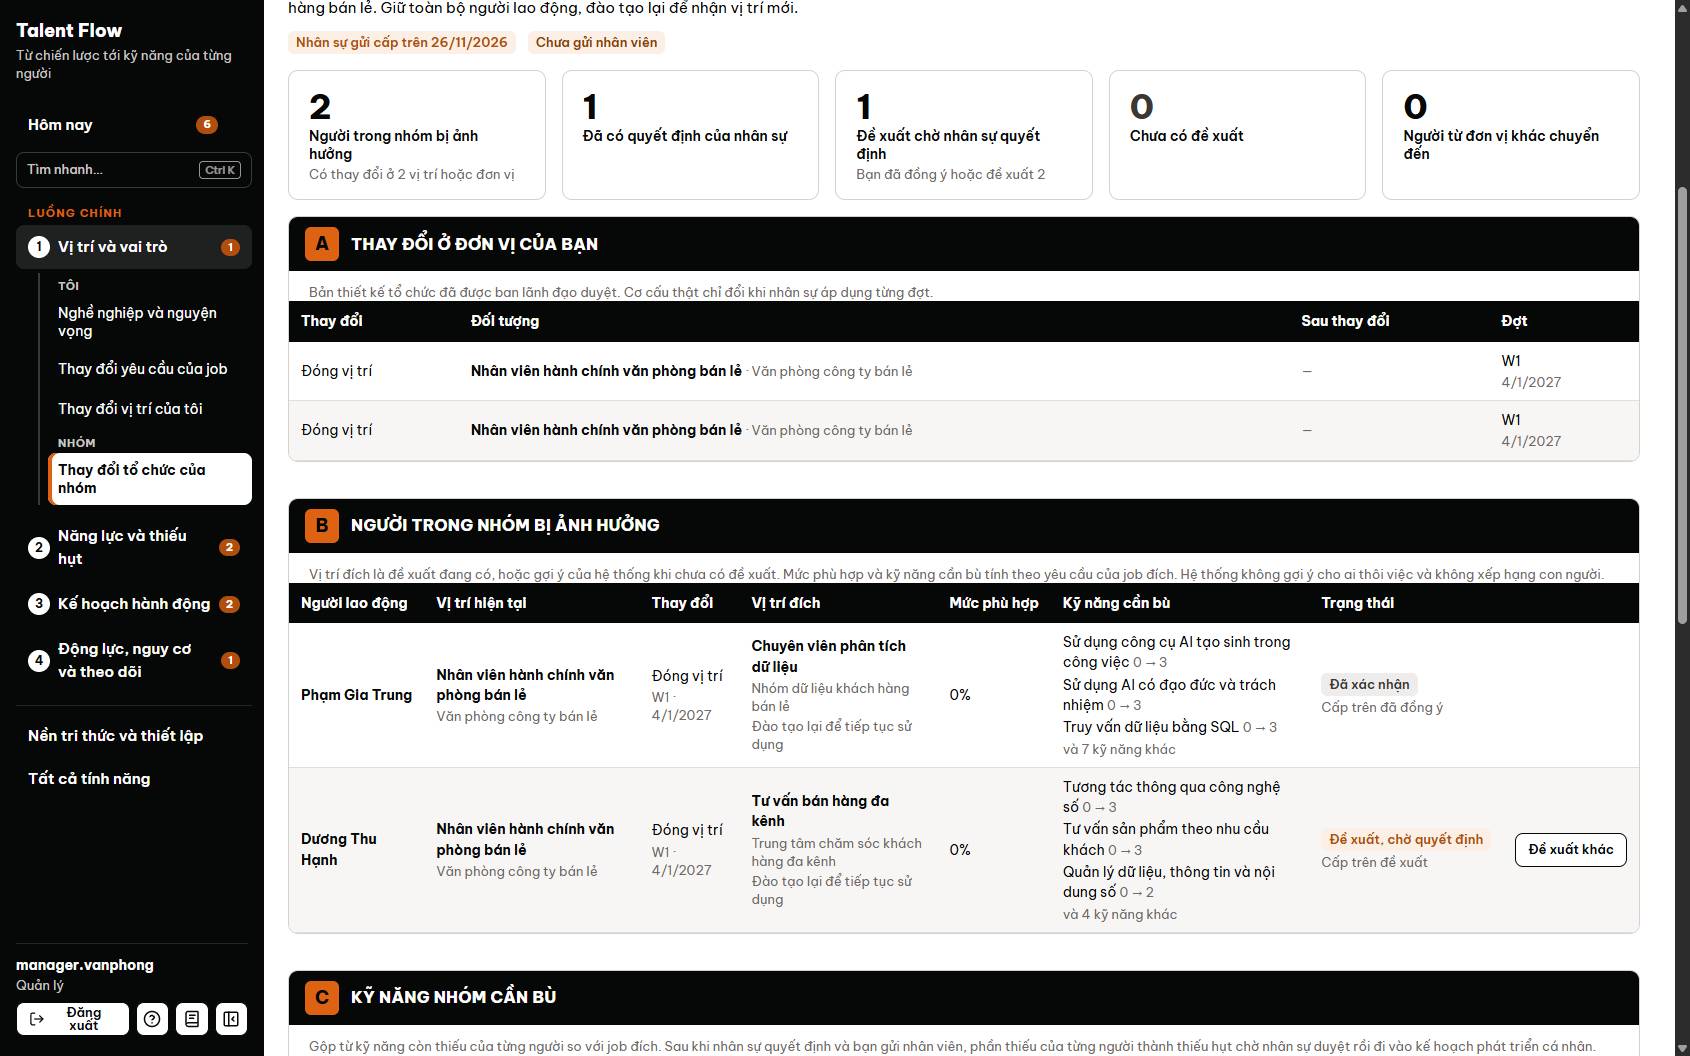 Talent Flow
Từ chiến lược tới kỹ năng của từng
người
Hôm nay
6
Tìm nhanh...
Ctrl K
LUỒNG CHÍNH
1
Vị trí và vai trò
1
TÔI
Nghề nghiệp và nguyện
vọng
Thay đổi yêu cầu của job
Thay đổi vị trí của tôi
NHÓM
Thay đổi tổ chức của
nhóm
2
Năng lực và thiếu
hụt
2
3
Kế hoạch hành động
2
4
Động lực, nguy cơ
và theo dõi
1
Nền tri thức và thiết lập
Tất cả tính năng
manager.vanphong
Quản lý
Đăng
xuất
hàng bán lẻ. Giữ toàn bộ người lao động, đào tạo lại để nhận vị trí mới.
Nhân sự gửi cấp trên 26/11/2026
Chưa gửi nhân viên
2
Người trong nhóm bị ảnh
hưởng
Có thay đổi ở 2 vị trí hoặc đơn vị
1
Đã có quyết định của nhân sự
1
Đề xuất chờ nhân sự quyết
định
Bạn đã đồng ý hoặc đề xuất 2
0
Chưa có đề xuất
0
Người từ đơn vị khác chuyển
đến
A
THAY ĐỔI Ở ĐƠN VỊ CỦA BẠN
Bản thiết kế tổ chức đã được ban lãnh đạo duyệt. Cơ cấu thật chỉ đổi khi nhân sự áp dụng từng đợt.
Thay đổi Đối tượng Sau thay đổi Đợt
Đóng vị trí Nhân viên hành chính văn phòng bán lẻ · Văn phòng công ty bán lẻ – W1
4/1/2027
Đóng vị trí Nhân viên hành chính văn phòng bán lẻ · Văn phòng công ty bán lẻ – W1
4/1/2027
B
NGƯỜI TRONG NHÓM BỊ ẢNH HƯỞNG
Vị trí đích là đề xuất đang có, hoặc gợi ý của hệ thống khi chưa có đề xuất. Mức phù hợp và kỹ năng cần bù tính theo yêu cầu của job đích. Hệ thống không gợi ý cho ai thôi việc và không xếp hạng con người.
Người lao động Vị trí hiện tại Thay đổi Vị trí đích Mức phù hợp Kỹ năng cần bù Trạng thái
Phạm Gia Trung
Nhân viên hành chính văn
phòng bán lẻ
Văn phòng công ty bán lẻ
Đóng vị trí
W1 ·
4/1/2027
Chuyên viên phân tích
dữ liệu
Nhóm dữ liệu khách hàng
bán lẻ
Đào tạo lại để tiếp tục sử
dụng
0%
Sử dụng công cụ AI tạo sinh trong
công việc 0 → 3
Sử dụng AI có đạo đức và trách
nhiệm 0 → 3
Truy vấn dữ liệu bằng SQL 0 → 3
và 7 kỹ năng khác
Đã xác nhận
Cấp trên đã đồng ý
Dương Thu
Hạnh
Nhân viên hành chính văn
phòng bán lẻ
Văn phòng công ty bán lẻ
Đóng vị trí
W1 ·
4/1/2027
Tư vấn bán hàng đa
kênh
Trung tâm chăm sóc khách
hàng đa kênh
Đào tạo lại để tiếp tục sử
dụng
0%
Tương tác thông qua công nghệ
số 0 → 3
Tư vấn sản phẩm theo nhu cầu
khách 0 → 3
Quản lý dữ liệu, thông tin và nội
dung số 0 → 2
và 4 kỹ năng khác
Đề xuất, chờ quyết định
Cấp trên đề xuất
Đề xuất khác
C
KỸ NĂNG NHÓM CẦN BÙ
Gộp từ kỹ năng còn thiếu của từng người so với job đích. Sau khi nhân sự quyết định và bạn gửi nhân viên, phần thiếu của từng người thành thiếu hụt chờ nhân sự duyệt rồi đi vào kế hoạch phát triển cá nhân.